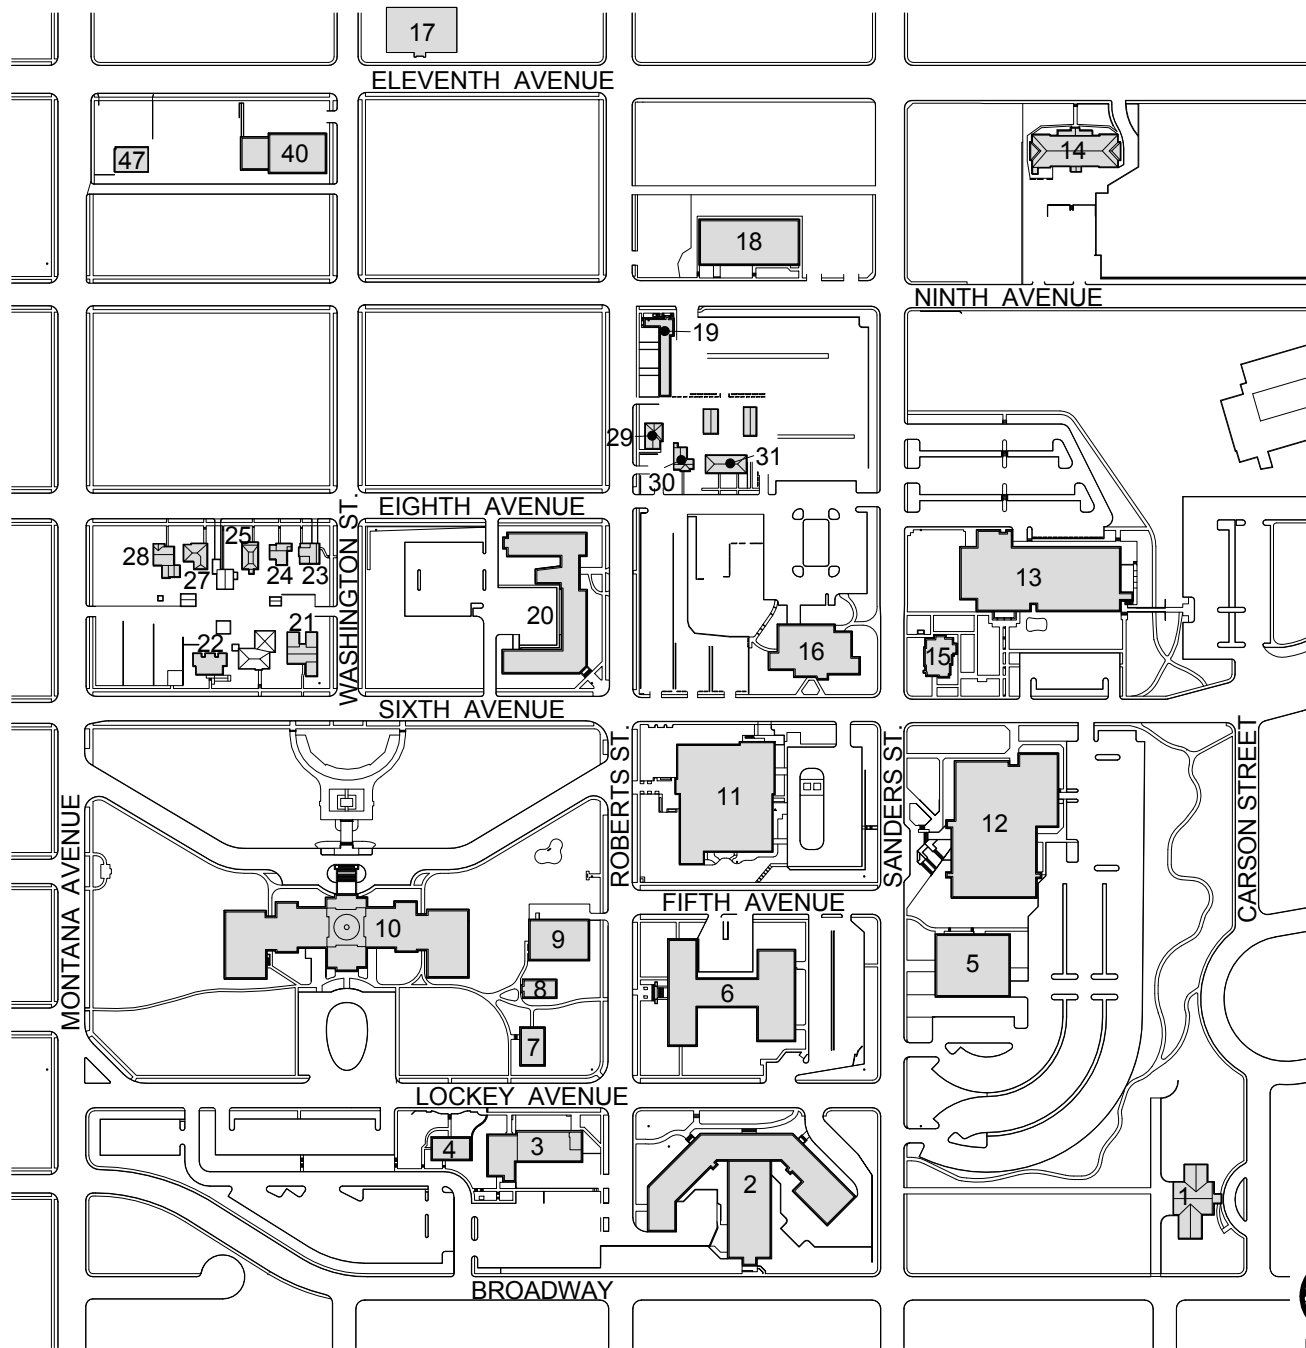 17
ELEVENTH AVENUE
47
40
14
18
NINTH AVENUE
19
29
31
30
EIGHTH AVENUE
WASHINGTON ST.
28
27
25
24
23
20
13
22
21
16
15
SIXTH AVENUE
ROBERTS ST.
SANDERS ST.
CARSON STREET
MONTANA AVENUE
11
12
FIFTH AVENUE
10
9
8
7
6
5
LOCKEY AVENUE
4
3
2
1
BROADWAY